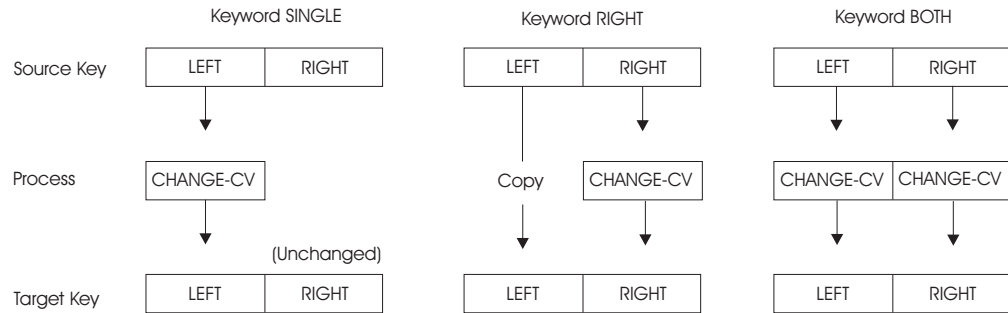 Keyword SINGLE Keyword RIGHT Keyword BOTH
Source Key LEFT RIGHT LEFT RIGHT LEFT RIGHT
Process CHANGE-CV Copy CHANGE-CV CHANGE-CV CHANGE-CV
(Unchanged)
Target Key LEFT RIGHT LEFT RIGHT LEFT RIGHT